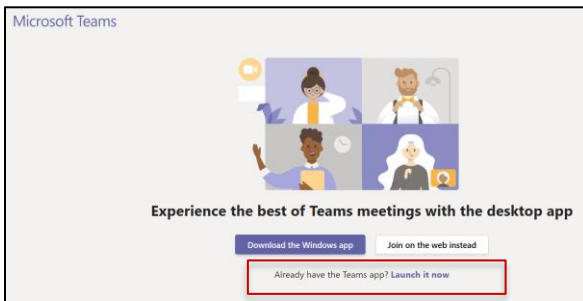 Microsoft Teams
Experience the best of Teams meetings with the desktop app
Download the Windows app Join on the web instead
Already have the Teams app? Launch it now